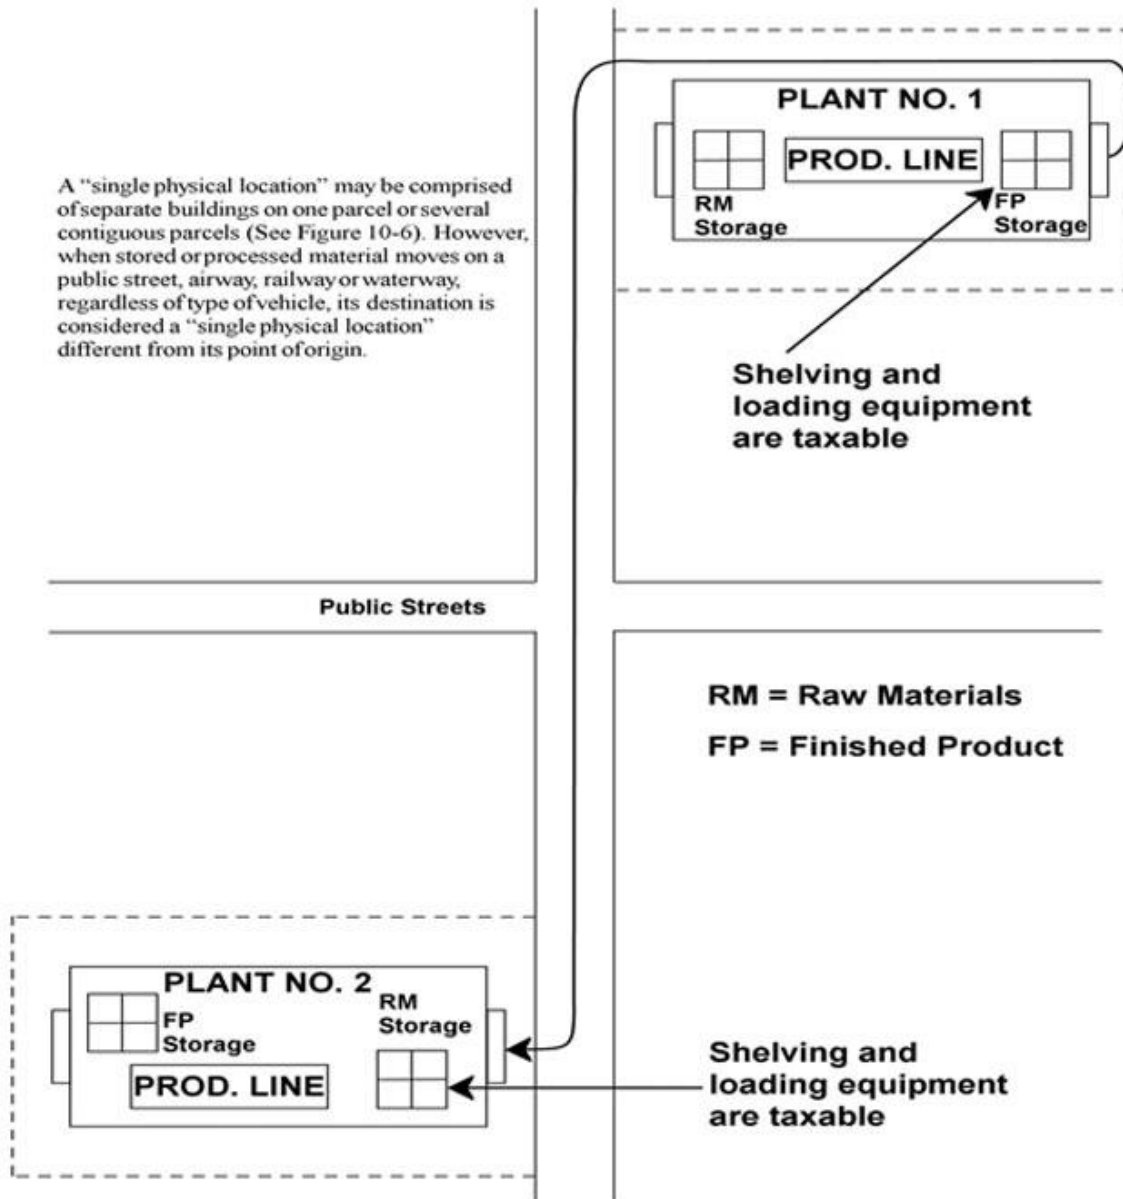 PLANT NO. 1
PROD. LINE
RM
Storage
FP
Storage
A “single physical location” may be comprised
of separate buildings on one parcel or several
contiguous parcels (See Figure 10-6). However,
when stored or processed material moves on a
public street, airway, railway or waterway,
regardless of type of vehicle, its destination is
considered a “single physical location”
different from its point of origin.
Shelving and
loading equipment
are taxable
Public Streets
RM = Raw Materials
FP = Finished Product
PLANT NO. 2
FP
Storage
RM
Storage
PROD. LINE
Shelving and
loading equipment
are taxable